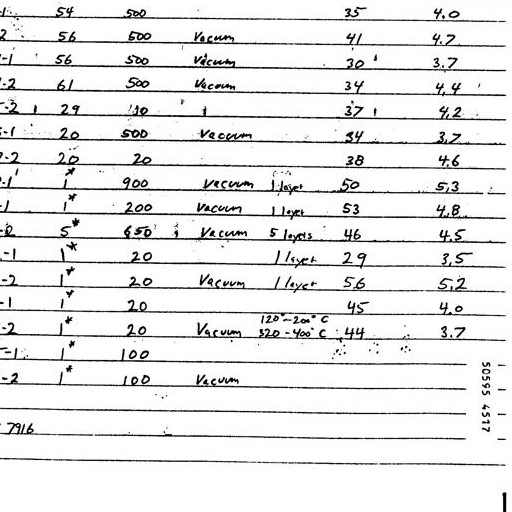 -1 54 500 35 4.0
2 56 500 Vacuum 41 4.7
-1 56 500 Vacuum 30 3.7
-2 61 500 Vacuum 34 4.4
-2 29 10 37 4.2
-1 20 500 Vacuum 34 3.7
-2 20 20 38 4.6
-1 1* 900 Vacuum 1 layer 50 5.3
-1 1* 200 Vacuum 1 layer 53 4.8
-2 5* 650 Vacuum 5 layers 46 4.5
-1 1* 20 1 layer 29 3.5
-2 1* 20 Vacuum 1 layer 56 5.2
-1 1* 20 45 4.0
120°-200°C
-2 1* 20 Vacuum 320-400°C 44 3.7
-1 1* 100
-2 1* 100 Vacuum
7916
50595 4517